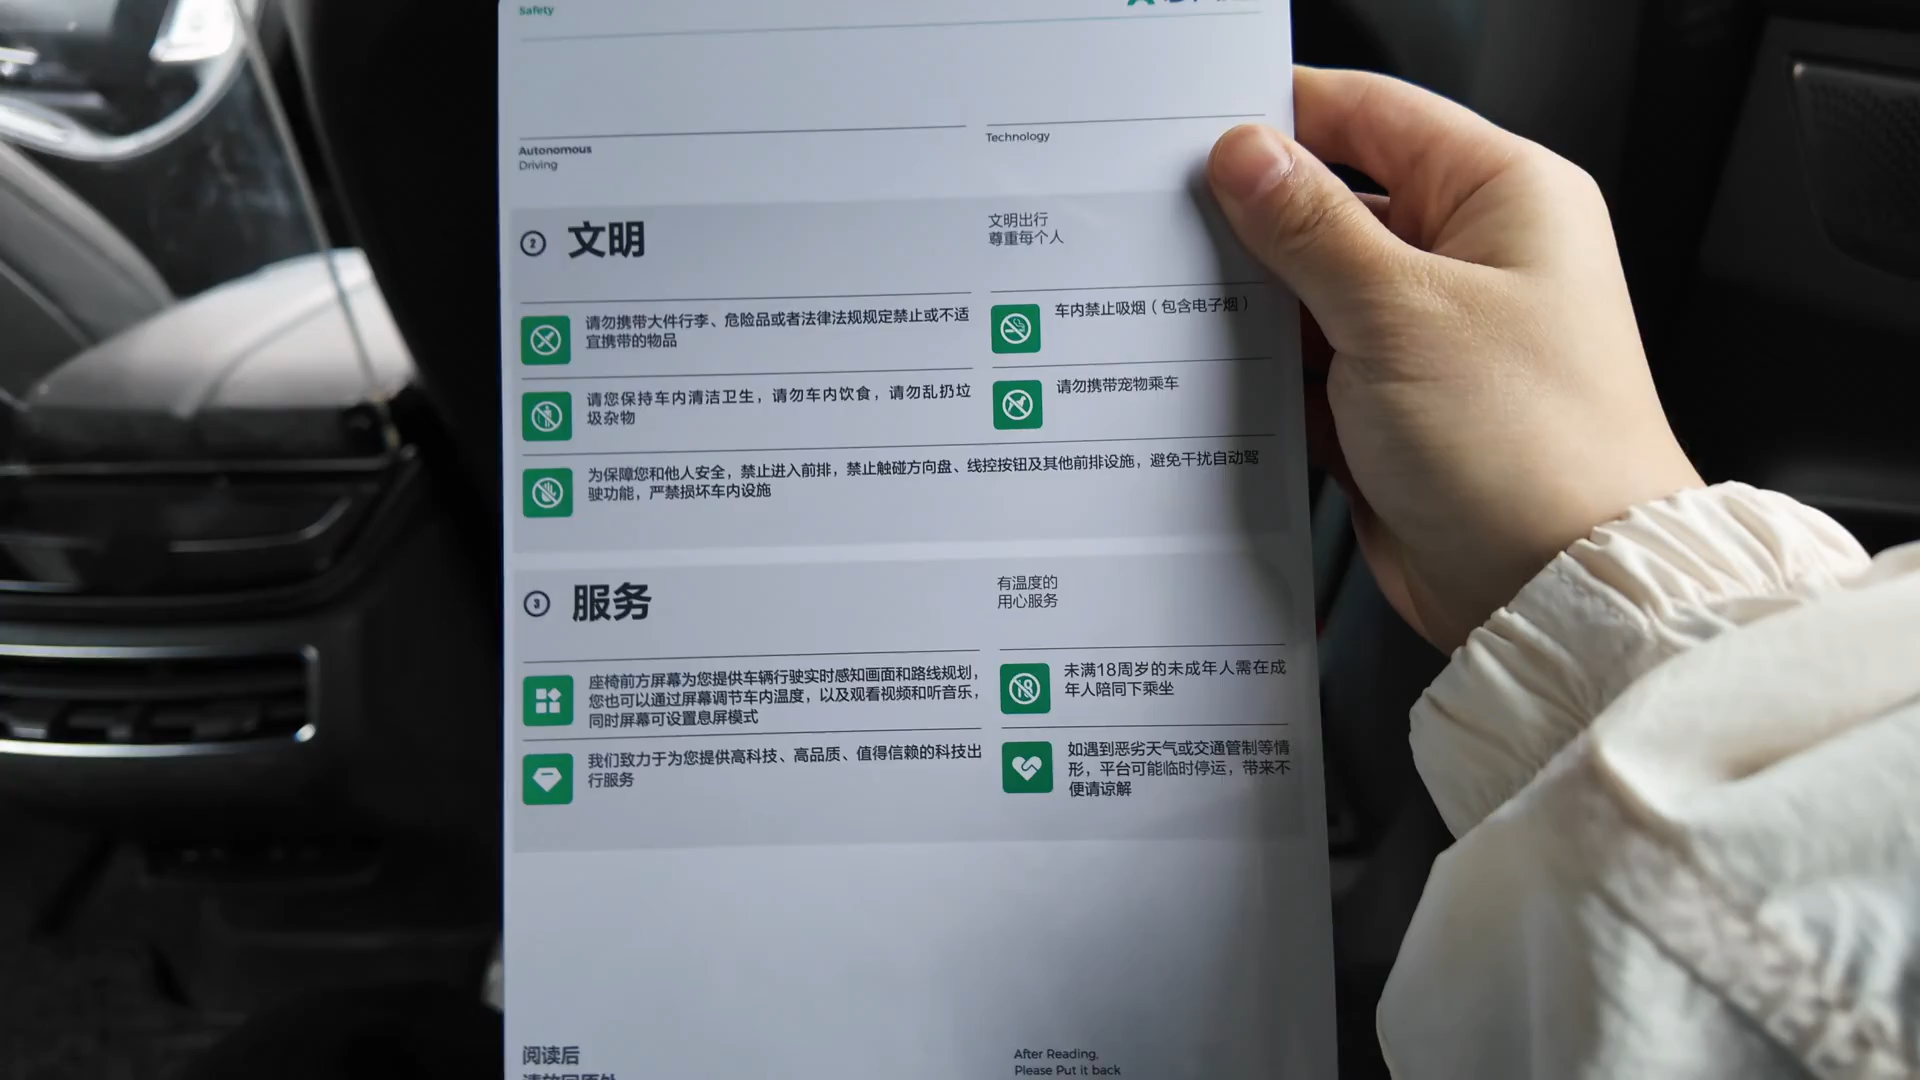 Safety
Autonomous
Driving
Technology
2 文明
文明出行
尊重每个人
请勿携带大件行李、危险品或者法律法规规定禁止或不适
宜携带的物品
车内禁止吸烟（包含电子烟）
请您保持车内清洁卫生，请勿车内饮食，请勿乱扔垃
圾杂物
请勿携带宠物乘车
为保障您和他人安全，禁止进入前排，禁止触碰方向盘、线控按钮及其他前排设施，避免干扰自动驾
驶功能，严禁损坏车内设施
3 服务
有温度的
用心服务
座椅前方屏幕为您提供车辆行驶实时感知画面和路线规划，
您也可以通过屏幕调节车内温度，以及观看视频和听音乐，
同时屏幕可设置息屏模式
18
未满18周岁的未成年人需在成
年人陪同下乘坐
我们致力于为您提供高科技、高品质、值得信赖的科技出
行服务
如遇到恶劣天气或交通管制等情
形，平台可能临时停运，带来不
便请谅解
阅读后
After Reading,
Please Put it back